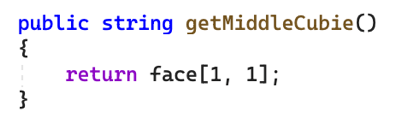 public string getMiddleCubie()
{
    return face[1, 1];
}